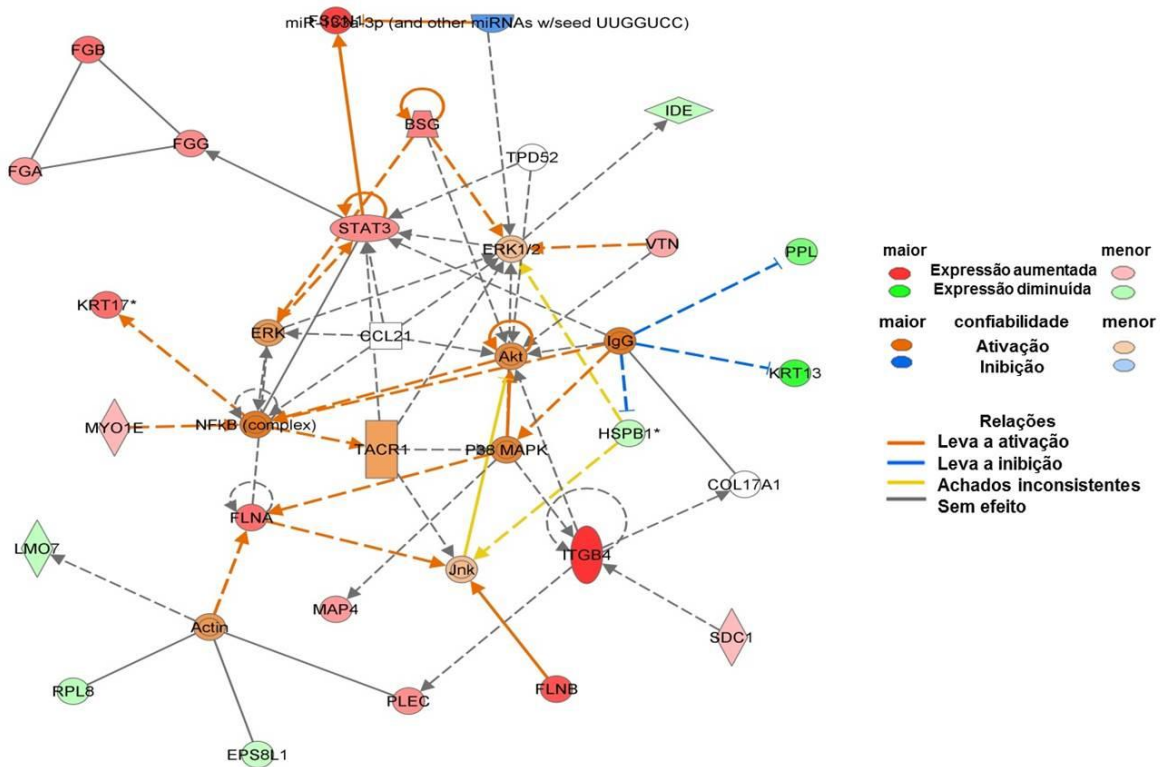 FSCN1
miR-133a-3p (and other miRNAs w/seed UUGGUCC)
FGB
BSG
IDE
FGG
TPD52
FGA
STAT3
ERK1/2
VTN
PPL
KRT17*
ERK
CCL21
Akt
IgG
KRT13
MYO1E
NFkB (complex)
TACR1
P38 MAPK
HSPB1*
COL17A1
FLNA
LMO7
Jnk
ITGB4
MAP4
Actin
SDC1
RPL8
PLEC
FLNB
EPS8L1
maior
menor
Expressão aumentada
Expressão diminuída
maior confiabilidade menor
Ativação
Inibição
Relações
Leva a ativação
Leva a inibição
Achados inconsistentes
Sem efeito